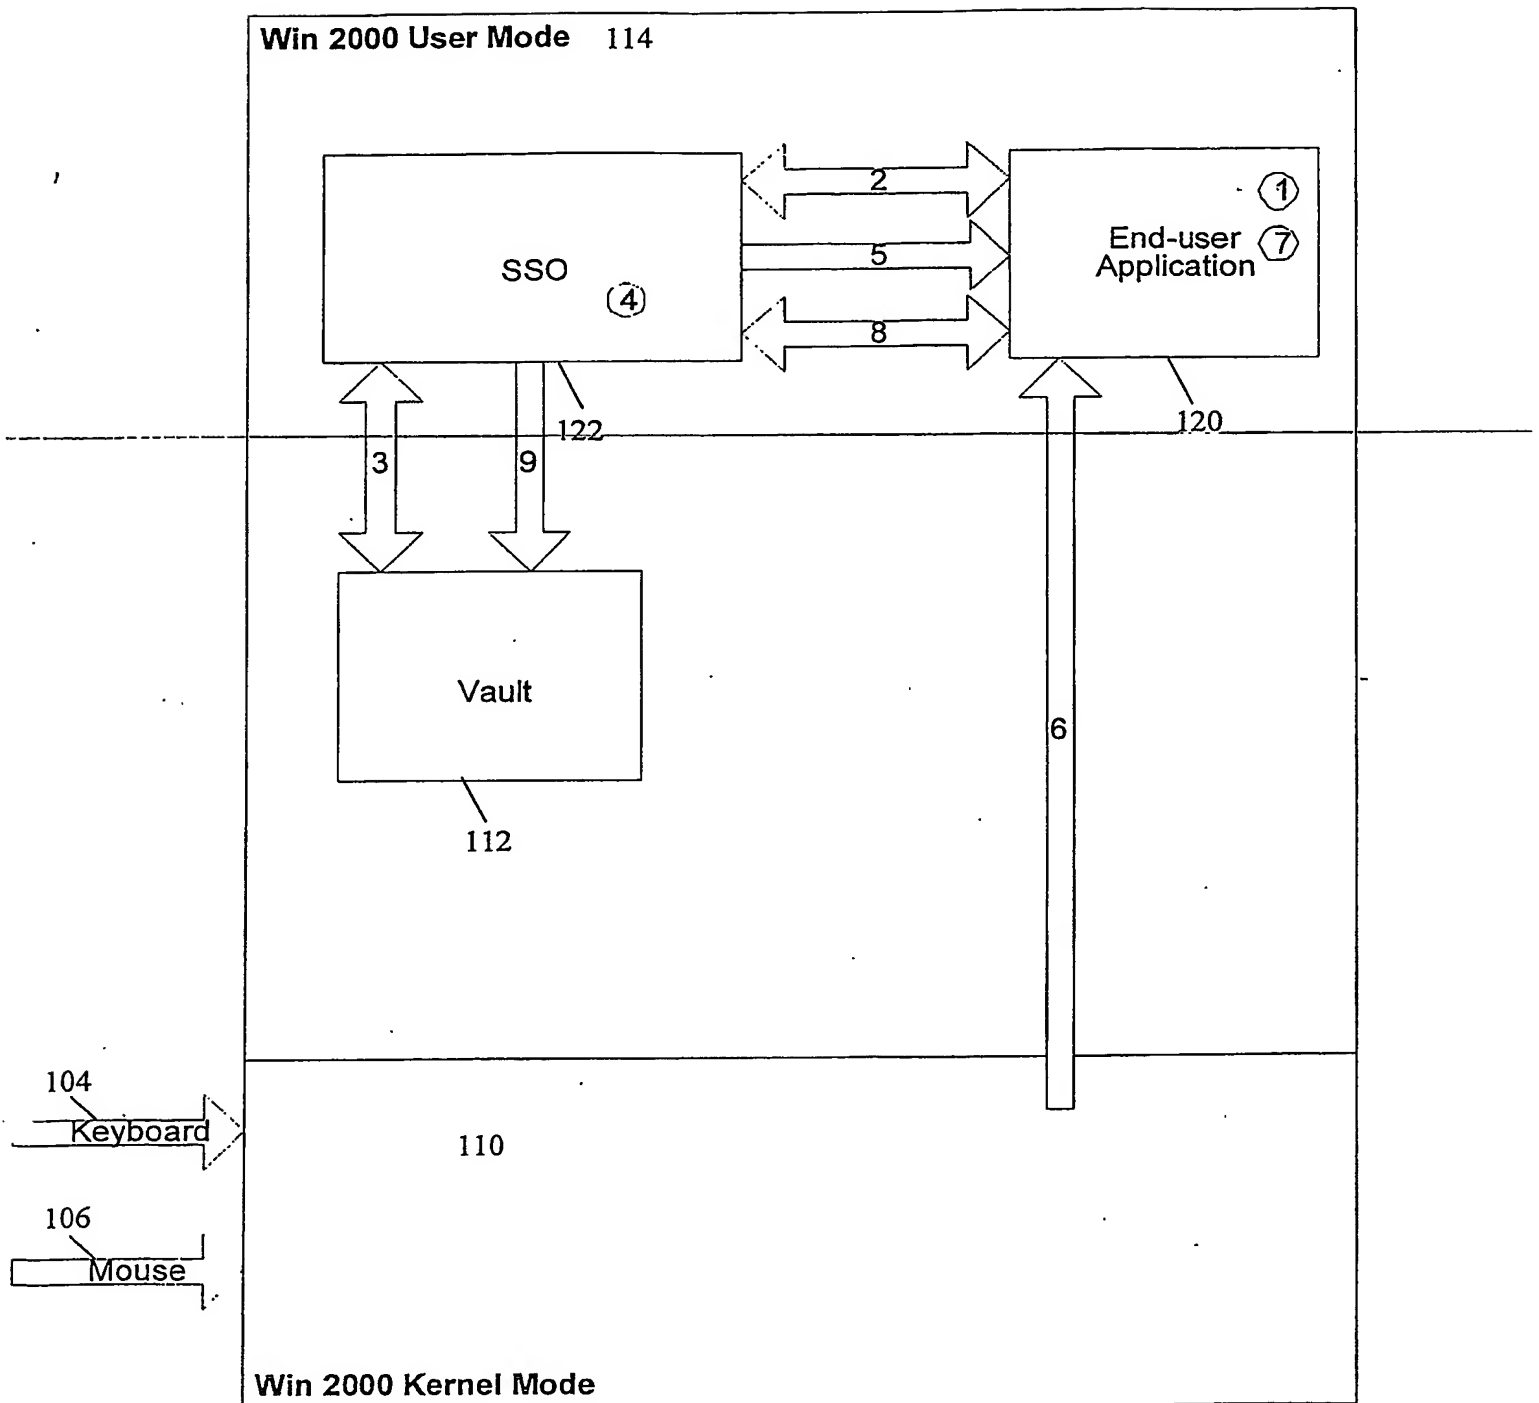 Win 2000 User Mode 114
2
1
End-user
7
Application
5
SSO
4
8
122
120
3
9
Vault
6
112
104
Keyboard
110
106
Mouse
Win 2000 Kernel Mode